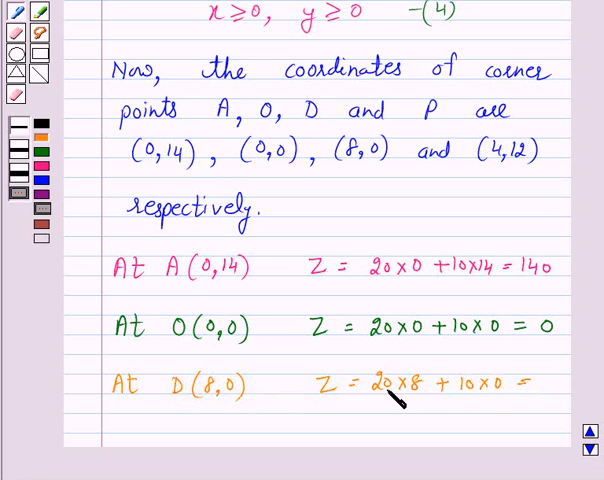 x ≥ 0, y ≥ 0 -(4)
Now, the coordinates of corner
points A, O, D and P are
(0,14), (0,0), (8,0) and (4,12)
respectively.
At A(0,14) Z = 20×0 +10×14 = 140
At O(0,0) Z = 20×0 +10×0 = 0
At D(8,0) Z = 20×8 + 10×0 =